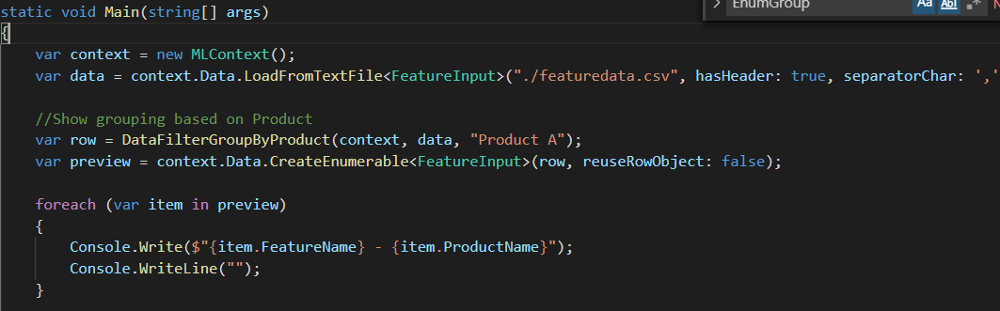 static void Main(string[] args)
EnumGroup
Aa
Abl
{
var context = new MLContext();
var data = context.Data.LoadFromTextFile<FeatureInput>("./featuredata.csv", hasHeader: true, separatorChar: ','
//Show grouping based on Product
var row = DataFilterGroupByProduct(context, data, "Product A");
var preview = context.Data.CreateEnumerable<FeatureInput>(row, reuseRowObject: false);
foreach (var item in preview)
{
Console.Write($"{item.FeatureName} - {item.ProductName}");
Console.WriteLine("");
}